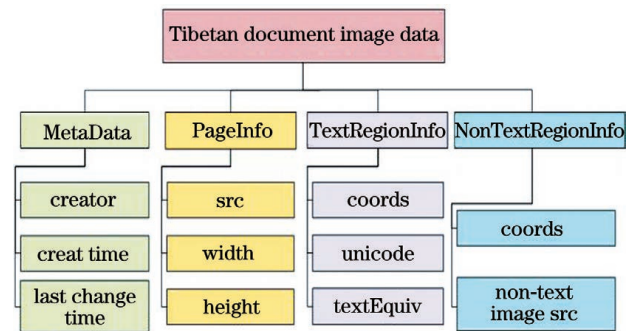 Tibetan document image data
MetaData
PageInfo
TextRegionInfo
NonTextRegionInfo
creator
src
coords
coords
creat time
width
unicode
last change
time
height
textEquiv
non-text
image src